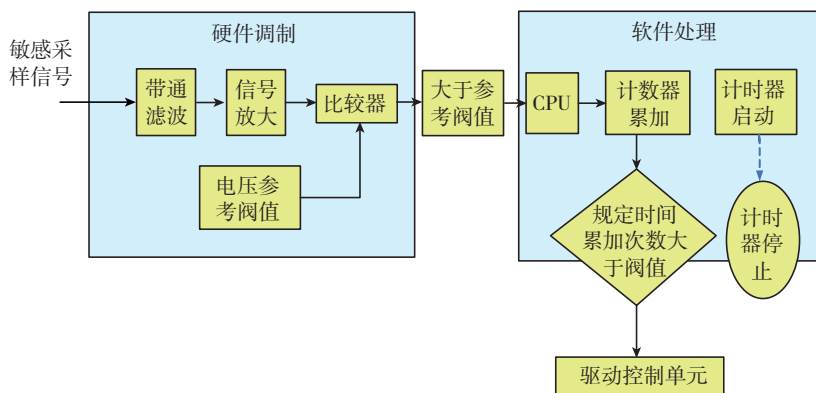 硬件调制
软件处理
敏感采
样信号
带通
滤波
信号
放大
比较器
大于参
考阀值
CPU
计数器
累加
计时器
启动
电压参
考阀值
规定时间
累加次数大
于阀值
计时
器停
止
驱动控制单元